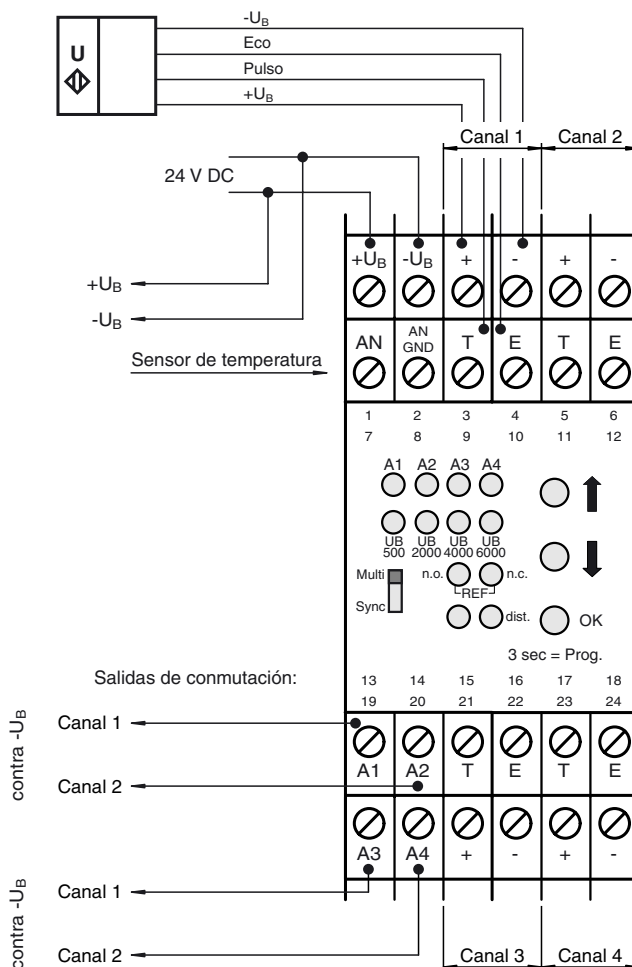 -UB
Eco
U
Pulso
+UB
Canal 1 Canal 2
24 V DC
+UB -UB + - + -
+UB
-UB
AN AN GND T E T E
Sensor de temperatura
1 2 3 4 5 6
7 8 9 10 11 12
A1 A2 A3 A4
UB 500 UB 2000 UB 4000 UB 6000
Multi n.o. n.c.
REF
Sync
dist. OK
3 sec = Prog.
Salidas de conmutación: 13 14 15 16 17 18
19 20 21 22 23 24
contra -UB
Canal 1
A1 A2 T E T E
Canal 2
A3 A4 + - + -
contra -UB
Canal 1
Canal 2
Canal 3 Canal 4